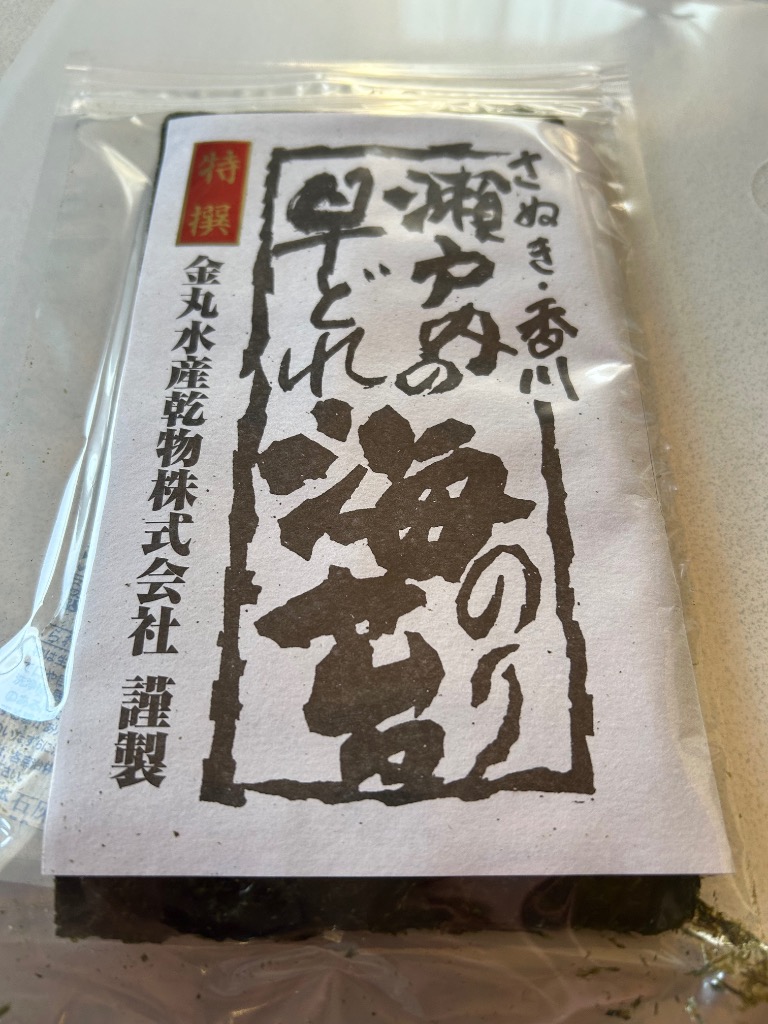 さぬき・香川
瀬戸内の
早どれ
海苔
のり
特撰
金丸水産乾物株式会社 謹製